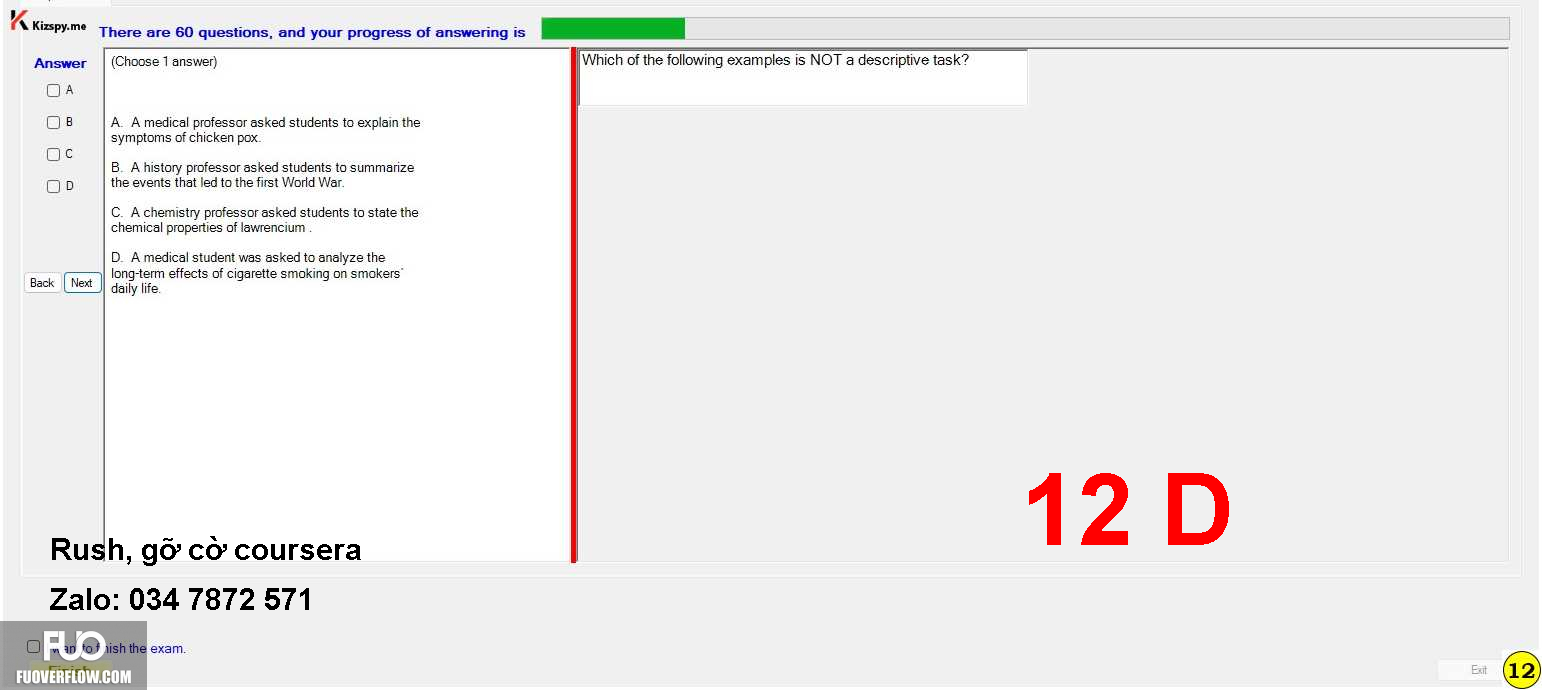 Kizspy.me
There are 60 questions, and your progress of answering is
Answer
A
B
C
D
Back
Next
(Choose 1 answer)
A. A medical professor asked students to explain the
symptoms of chicken pox.
B. A history professor asked students to summarize
the events that led to the first World War.
C. A chemistry professor asked students to state the
chemical properties of lawrencium .
D. A medical student was asked to analyze the
long-term effects of cigarette smoking on smokers'
daily life.
Which of the following examples is NOT a descriptive task?
12 D
Rush, gỡ cờ coursera
Zalo: 034 7872 571
want to finish the exam.
Finish
FUO
FUOVERFLOW.COM
Exit
12